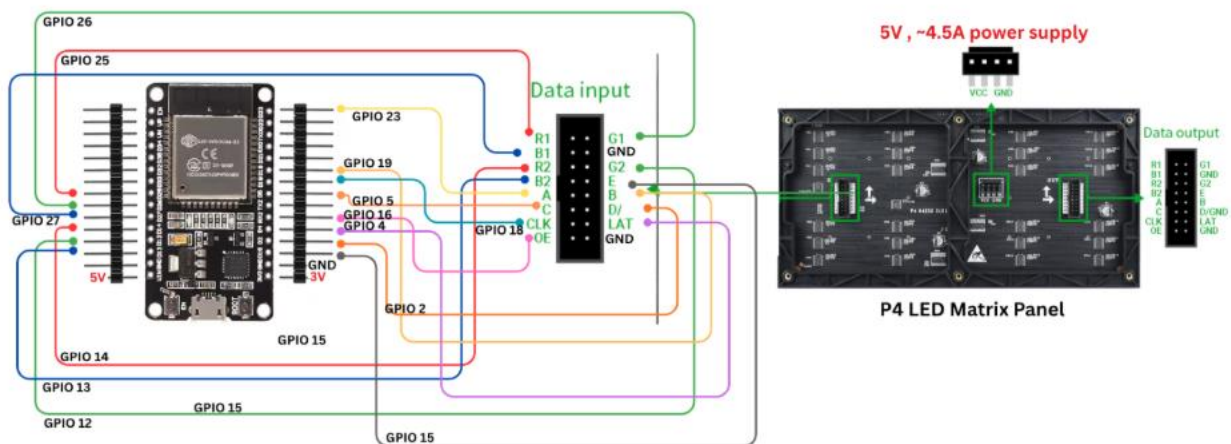 GPIO 26
GPIO 25
GPIO 27
5V
GPIO 14
GPIO 13
GPIO 12
GPIO 15
GPIO 15
GPIO 23
GPIO 19
GPIO 5
GPIO 16
GPIO 4
GPIO 18
GND
3V
GPIO 2
GPIO 15
BOOT
EN
CE
Data input
R1 G1
B1 GND
R2 G2
B2 E
A B
C D/
CLK LAT
OE GND
5V , ~4.5A power supply
VCC GND
Data output
R1 G1
B1 GND
R2 G2
B2 E
A B
C D/GND
CLK LAT
OE GND
P4 LED Matrix Panel